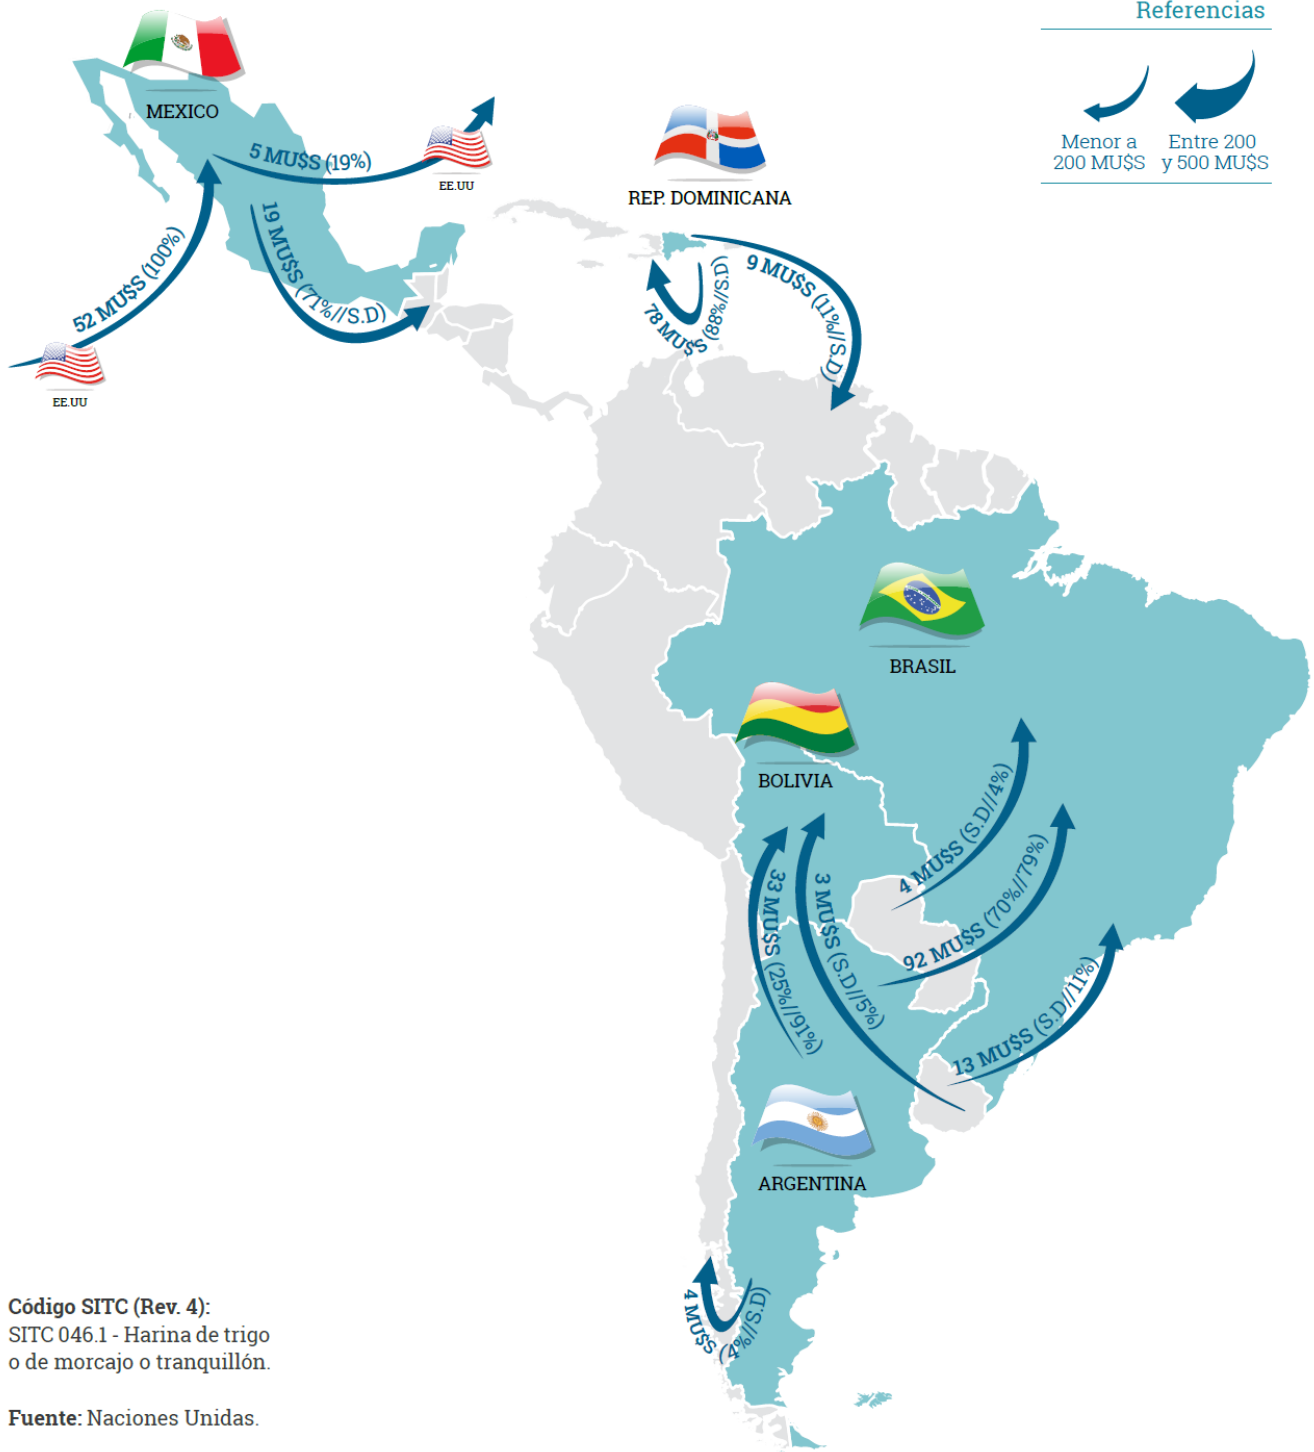 Referencias
Menor a
200 MU$S
Entre 200
y 500 MU$S
MEXICO
5 MU$S (19%)
EE.UU
19 MU$S (71%//S.D)
52 MU$S (100%)
EE.UU
REP. DOMINICANA
9 MU$S (11%//S.D)
78 MU$S (88%//S.D)
BRASIL
BOLIVIA
4 MU$S (S.D//4%)
92 MU$S (70%//79%)
33 MU$S (25%//91%)
3 MU$S (S.D//5%)
13 MU$S (S.D//11%)
ARGENTINA
4 MU$S (4%//S.D)
Código SITC (Rev. 4):
SITC 046.1 - Harina de trigo
o de morcajo o tranquillón.
Fuente: Naciones Unidas.